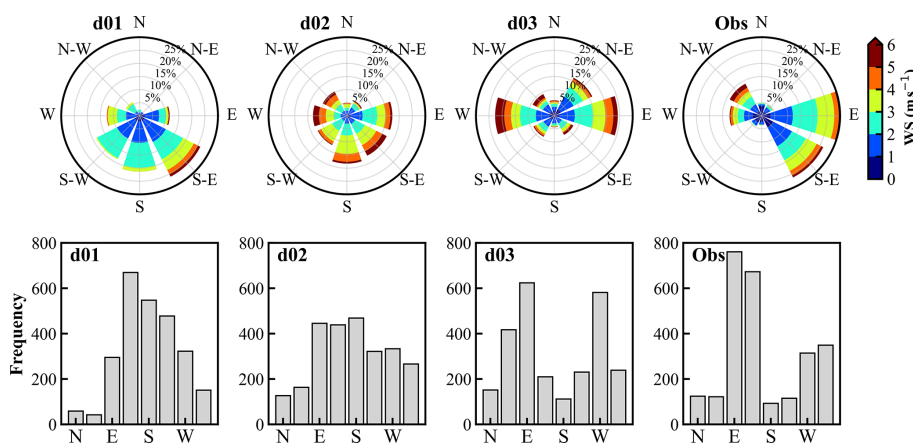 d01 N
N-W N-E
25%
20%
15%
10%
5%
W E
S-W S-E
S
d02 N
N-W N-E
25%
20%
15%
10%
5%
W E
S-W S-E
S
d03 N
N-W N-E
25%
20%
15%
10%
5%
W E
S-W S-E
S
Obs N
N-W N-E
25%
20%
15%
10%
5%
W E
S-W S-E
S
6
5
4
3
2
1
0
WS (ms⁻¹)
Frequency
800
600
400
200
0
d01
N E S W
800
600
400
200
0
d02
N E S W
800
600
400
200
0
d03
N E S W
800
600
400
200
0
Obs
N E S W